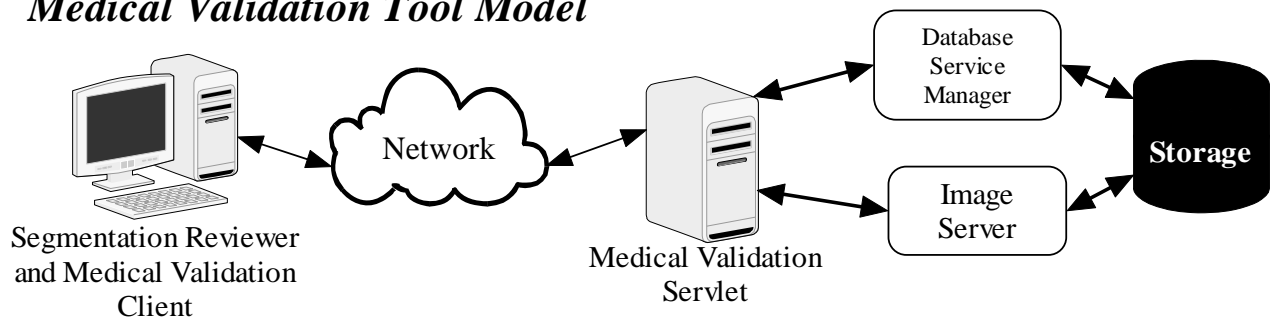 Medical Validation Tool Model
Database
Service
Manager
Network
Storage
Image
Server
Segmentation Reviewer
and Medical Validation
Client
Medical Validation
Servlet